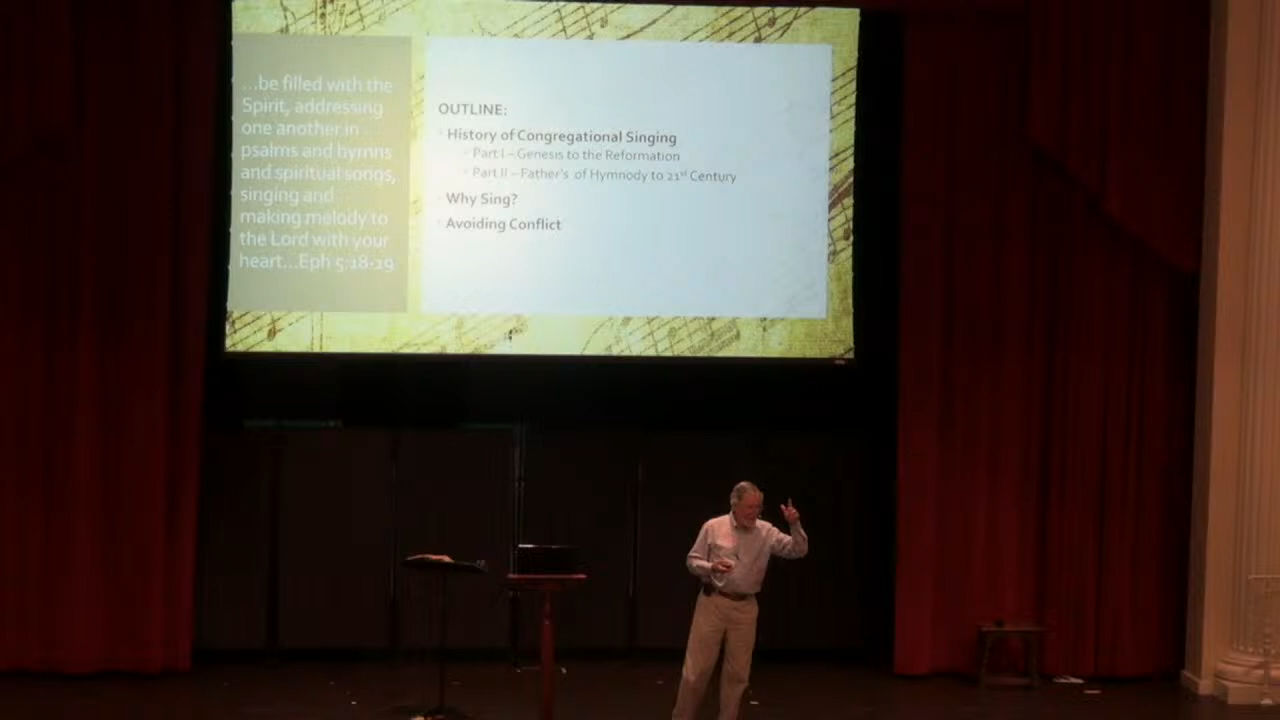 ...be filled with the
Spirit, addressing
one another in
psalms and hymns
and spiritual songs,
singing and
making melody to
the Lord with your
heart...Eph 5:18-19
OUTLINE:
History of Congregational Singing
Part I – Genesis to the Reformation
Part II – Father's of Hymnody to 21st Century
Why Sing?
Avoiding Conflict